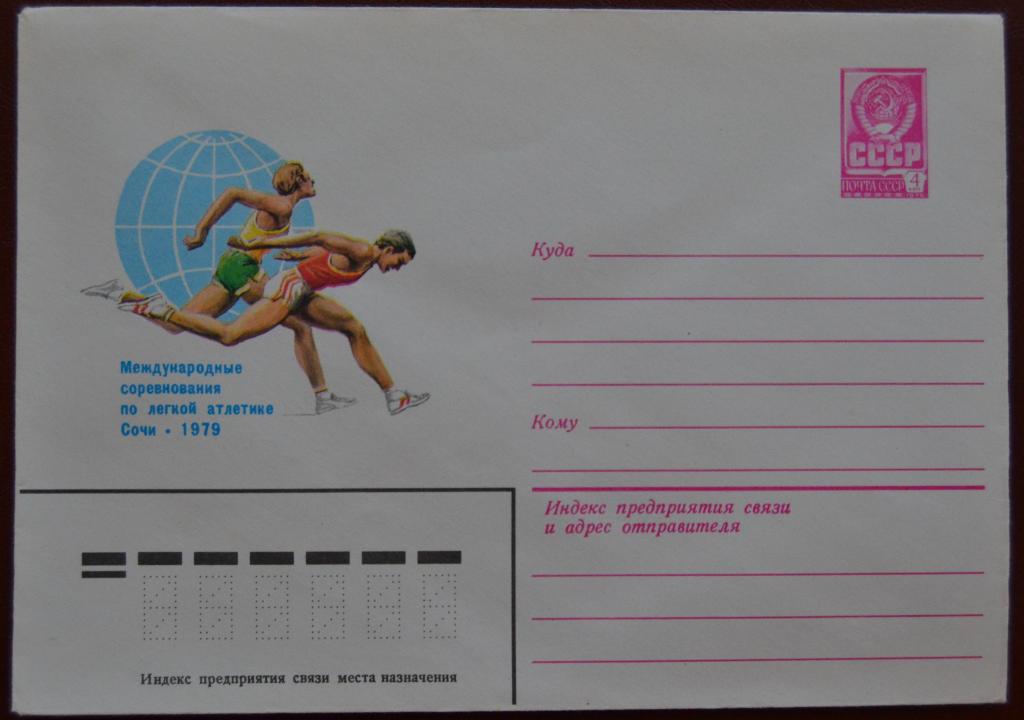 СССР
ПОЧТА СССР 4
Куда
Международные
соревнования
по легкой атлетике
Сочи • 1979
Кому
Индекс предприятия связи
и адрес отправителя
Индекс предприятия связи места назначения